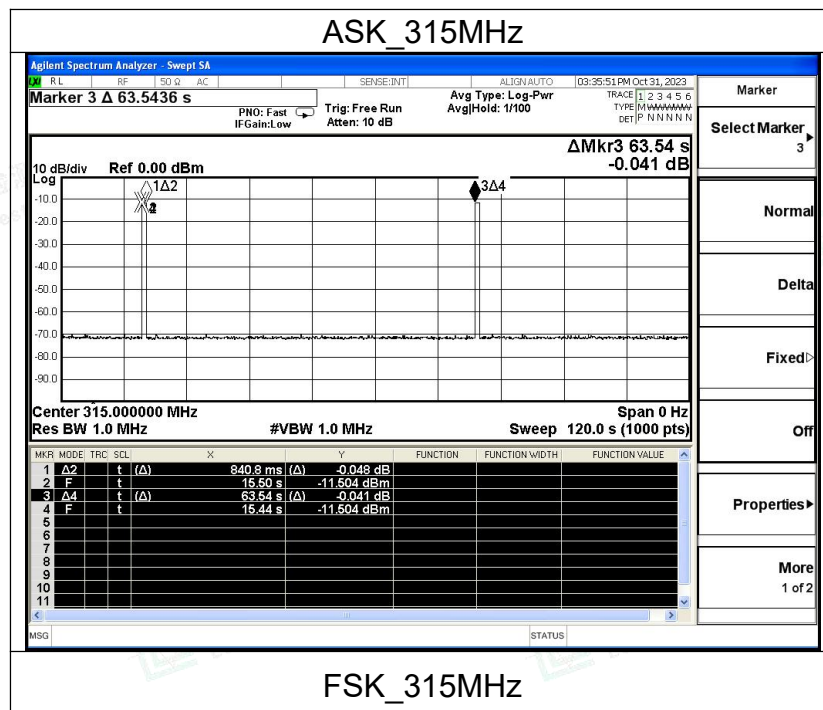 ASK_315MHz
Agilent Spectrum Analyzer - Swept SA
LXI RL RF 50 Ω AC SENSE:INT ALIGN AUTO 03:35:51 PM Oct 31, 2023
Marker 3 Δ 63.5436 s
PNO: Fast
IFGain:Low
Trig: Free Run
Atten: 10 dB
Avg Type: Log-Pwr
Avg|Hold: 1/100
TRACE 1 2 3 4 5 6
TYPE M WWWWW
DET P N N N N N
Marker
Select Marker
3
Normal
Delta
Fixed
Off
Properties
More
1 of 2
ΔMkr3 63.54 s
-0.041 dB
10 dB/div Ref 0.00 dBm
Log
1Δ2
3Δ4
-10.0
-20.0
-30.0
-40.0
-50.0
-60.0
-70.0
-80.0
-90.0
Center 315.000000 MHz Span 0 Hz
Res BW 1.0 MHz #VBW 1.0 MHz Sweep 120.0 s (1000 pts)
MKR MODE TRC SCL X Y FUNCTION FUNCTION WIDTH FUNCTION VALUE
1 Δ2 t (Δ) 840.8 ms (Δ) -0.048 dB
2 F t 15.50 s -11.504 dBm
3 Δ4 t (Δ) 63.54 s (Δ) -0.041 dB
4 F t 15.44 s -11.504 dBm
5
6
7
8
9
10
11
MSG STATUS
FSK_315MHz